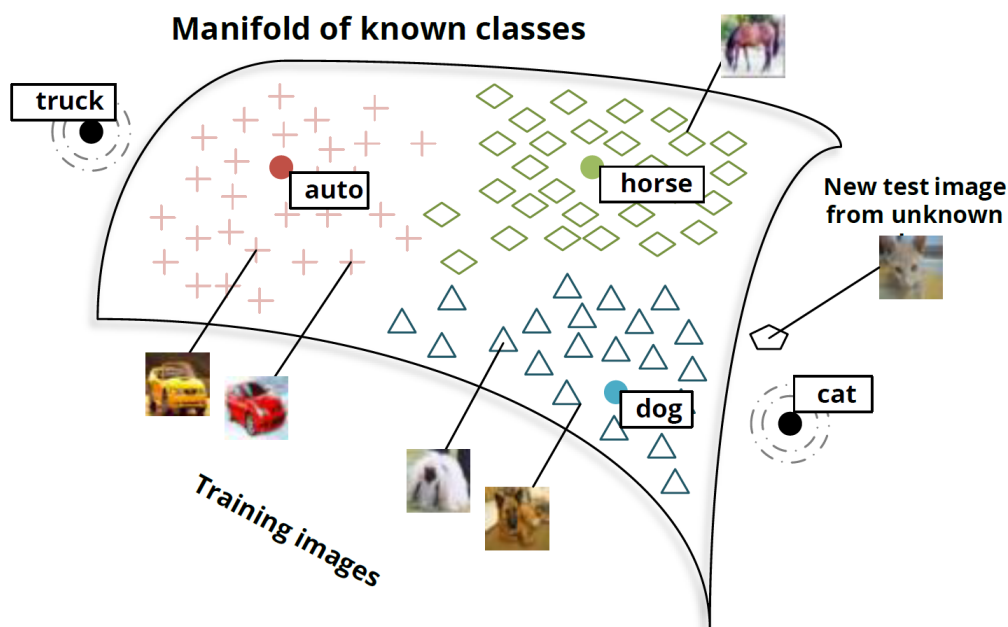 Manifold of known classes
truck
auto
horse
New test image
from unknown
cat
dog
Training images